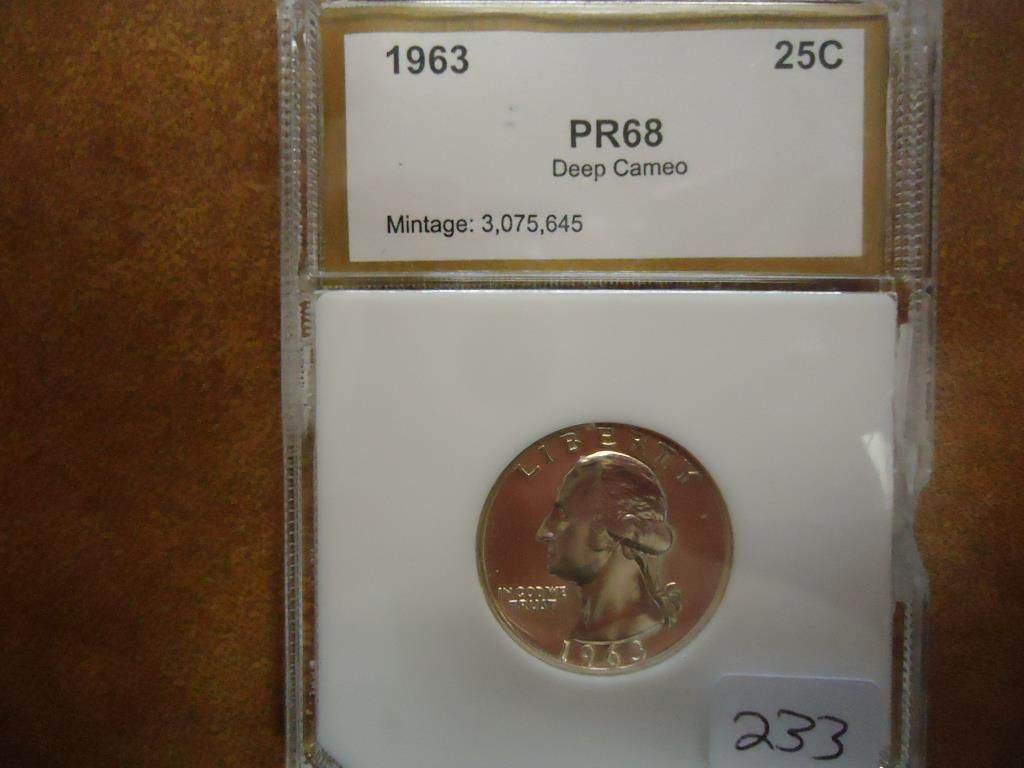 1963 25C
PR68
Deep Cameo
Mintage: 3,075,645
LIBERTY
IN GOD WE
TRUST
1963
233